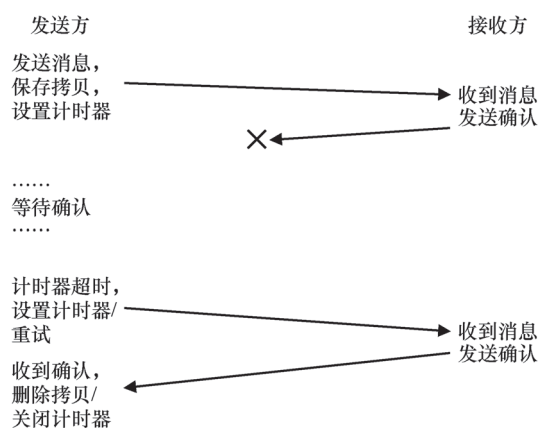 发送方
接收方
发送消息，
保存拷贝，
设置计时器
收到消息
发送确认
……
等待确认
……
计时器超时，
设置计时器/
重试
收到消息
发送确认
收到确认，
删除拷贝/
关闭计时器